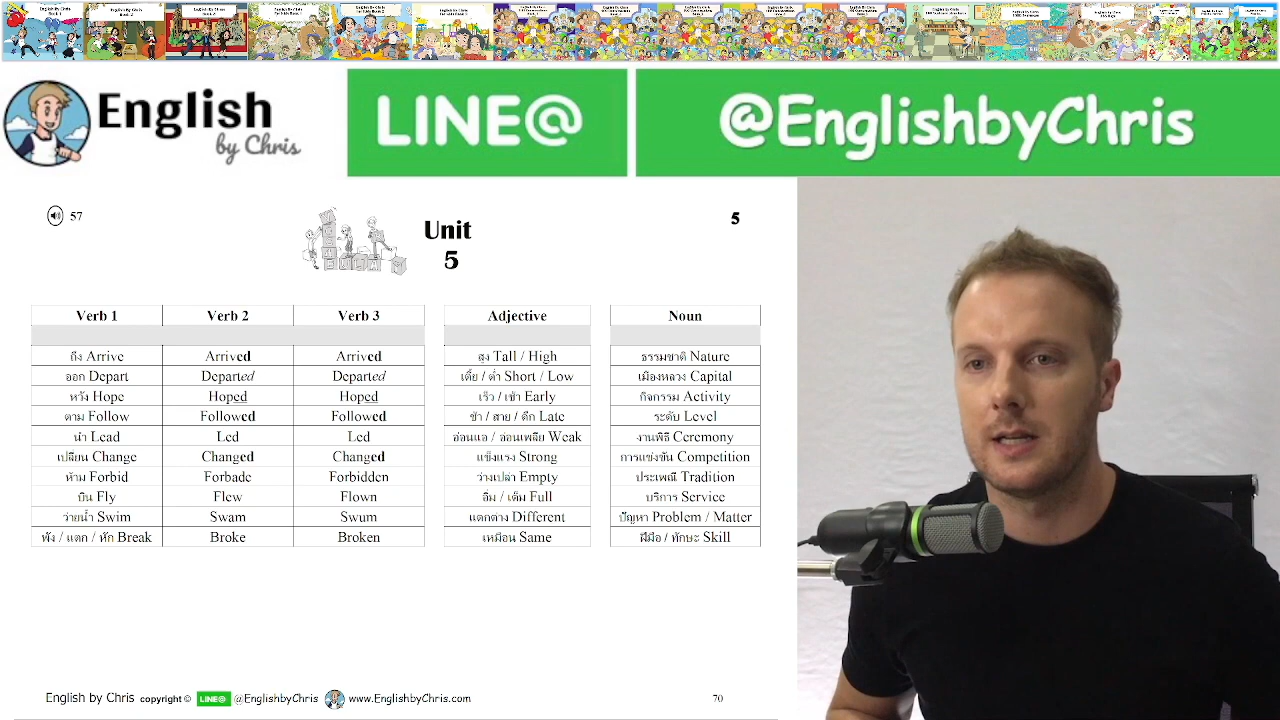 English
by Chris
LINE@
@EnglishbyChris
57
Unit
5
5
Verb 1 Verb 2 Verb 3 Adjective Noun
ถึง Arrive Arrived Arrived สูง Tall / High ธรรมชาติ Nature
ออก Depart Departed Departed เตี้ย / ต่ำ Short / Low เมืองหลวง Capital
หวัง Hope Hoped Hoped เร็ว / เช้า Early กิจกรรม Activity
ตาม Follow Followed Followed ช้า / สาย / ดึก Late ระดับ Level
นำ Lead Led Led อ่อนแอ / อ่อนเพลีย Weak งานพิธี Ceremony
เปลี่ยน Change Changed Changed แข็งแรง Strong การแข่งขัน Competition
ห้าม Forbid Forbade Forbidden ว่างเปล่า Empty ประเพณี Tradition
บิน Fly Flew Flown อิ่ม / เต็ม Full บริการ Service
ว่ายน้ำ Swim Swam Swum แตกต่าง Different ปัญหา Problem / Matter
พัง / แตก / หัก Break Broke Broken เหมือน Same ฝีมือ / ทักษะ Skill
English by Chris copyright © LINE@ @EnglishbyChris www.EnglishbyChris.com 70